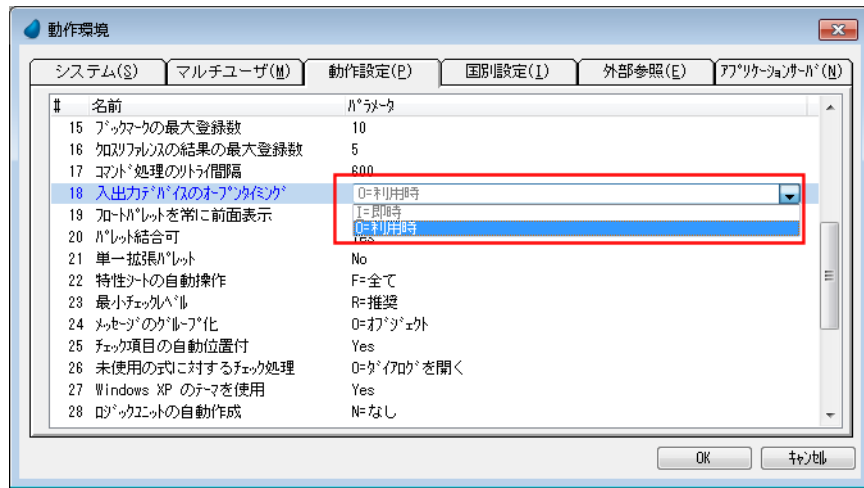 動作環境
システム(S) マルチユーザ(M) 動作設定(P) 国別設定(I) 外部参照(E) ｱﾌﾟﾘｹｰｼｮﾝｻｰﾊﾞ(N)
# 名前 ﾊﾟﾗﾒｰﾀ
15 ﾌﾞｯｸﾏｰｸの最大登録数 10
16 ｸﾛｽﾘﾌｧﾚﾝｽの結果の最大登録数 5
17 ｺﾏﾝﾄﾞ処理のﾘﾄﾗｲ間隔 600
18 入出力ﾃﾞﾊﾞｲｽのｵｰﾌﾟﾝﾀｲﾐﾝｸﾞ O=利用時
19 ﾌﾛｰﾄﾊﾟﾚｯﾄを常に前面表示 I=即時
O=利用時
20 ﾊﾟﾚｯﾄ結合可 Yes
21 単一拡張ﾊﾟﾚｯﾄ No
22 特性ｼｰﾄの自動操作 F=全て
23 最小ﾁｪｯｸﾚﾍﾞﾙ R=推奨
24 ﾒｯｾｰｼﾞのｸﾞﾙｰﾌﾟ化 O=ｵﾌﾞｼﾞｪｸﾄ
25 ﾁｪｯｸ項目の自動位置付 Yes
26 未使用の式に対するﾁｪｯｸ処理 O=ﾀﾞｲｱﾛｸﾞを開く
27 Windows XP のﾃｰﾏを使用 Yes
28 ﾛｼﾞｯｸﾕﾆｯﾄの自動作成 N=なし
OK ｷｬﾝｾﾙ